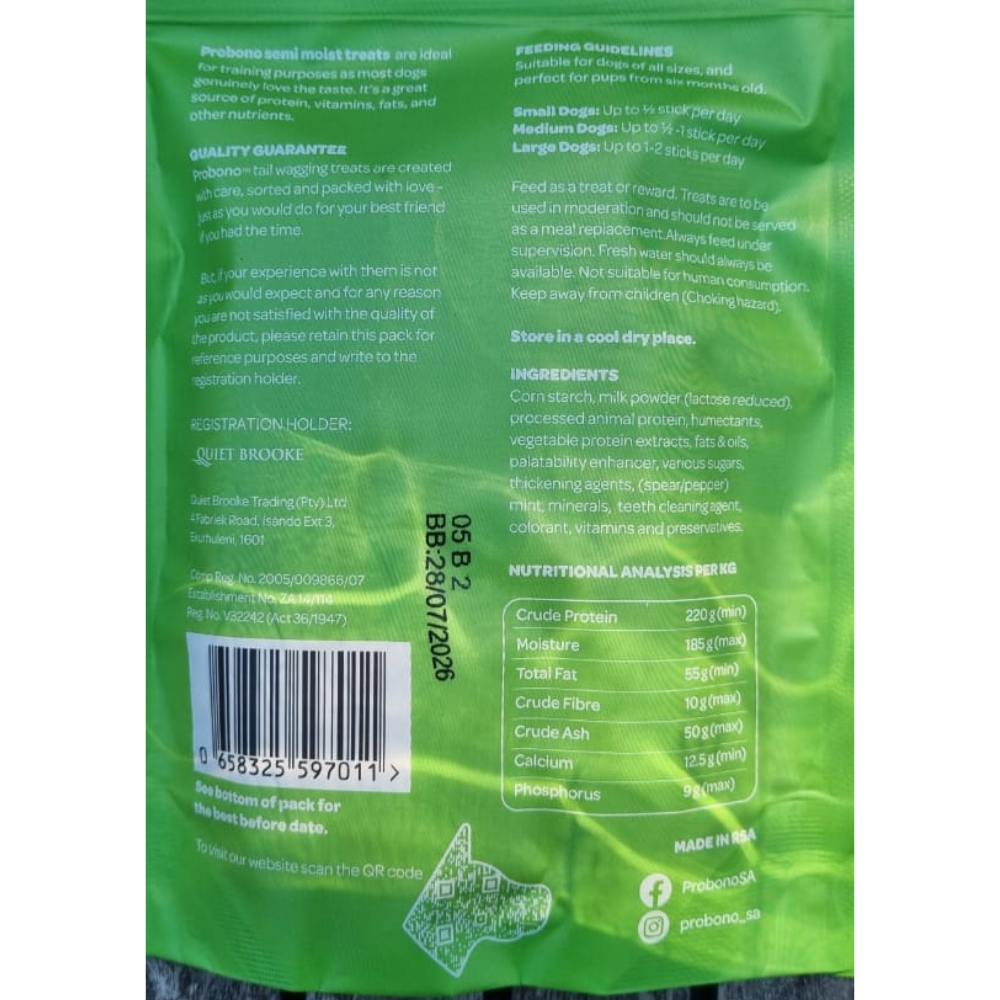 Probono semi moist treats are ideal
for training purposes as most dogs
genuinely love the taste. It's a great
source of protein, vitamins, fats, and
other nutrients.
QUALITY GUARANTEE
Probono™ tail wagging treats are created
with care, sorted and packed with love -
just as you would do for your best friend
if you had the time.
But, if your experience with them is not
as you would expect and for any reason
you are not satisfied with the quality of
the product, please retain this pack for
reference purposes and write to the
registration holder.
REGISTRATION HOLDER:
QUIET BROOKE
Quiet Brooke Trading (Pty) Ltd
4 Fabriek Road, Isando Ext 3,
Ekurhuleni, 1601
Comp Reg. No. 2005/009866/07
Establishment No. ZA 14/114
Reg. No. V32242 (Act 36/1947)
0 658325 597011 >
See bottom of pack for
the best before date.
To visit our website scan the QR code
05 B 2
BB:28/07/2026
FEEDING GUIDELINES
Suitable for dogs of all sizes, and
perfect for pups from six months old.
Small Dogs: Up to ½ stick per day
Medium Dogs: Up to ½ -1 stick per day
Large Dogs: Up to 1-2 sticks per day
Feed as a treat or reward. Treats are to be
used in moderation and should not be served
as a meal replacement.Always feed under
supervision. Fresh water should always be
available. Not suitable for human consumption.
Keep away from children (Choking hazard).
Store in a cool dry place.
INGREDIENTS
Corn starch, milk powder (lactose reduced),
processed animal protein, humectants,
vegetable protein extracts, fats & oils,
palatability enhancer, various sugars,
thickening agents, (spear/pepper)
mint, minerals, teeth cleaning agent,
colorant, vitamins and preservatives.
NUTRITIONAL ANALYSIS PER KG
Crude Protein 220 g (min)
Moisture 185 g (max)
Total Fat 55 g (min)
Crude Fibre 10 g (max)
Crude Ash 50 g (max)
Calcium 12.5 g (min)
Phosphorus 9 g (max)
MADE IN RSA
ProbonoSA
probono_sa